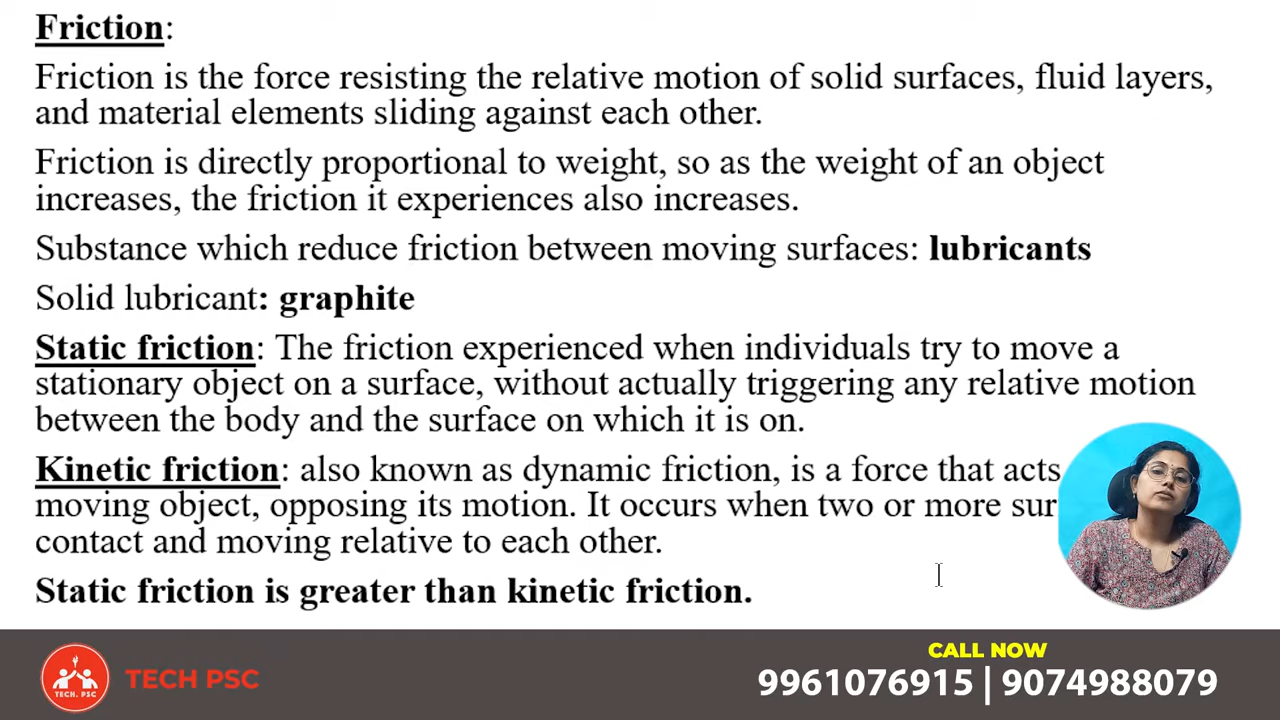 Friction:
Friction is the force resisting the relative motion of solid surfaces, fluid layers,
and material elements sliding against each other.
Friction is directly proportional to weight, so as the weight of an object
increases, the friction it experiences also increases.
Substance which reduce friction between moving surfaces: lubricants
Solid lubricant: graphite
Static friction: The friction experienced when individuals try to move a
stationary object on a surface, without actually triggering any relative motion
between the body and the surface on which it is on.
Kinetic friction: also known as dynamic friction, is a force that acts
moving object, opposing its motion. It occurs when two or more
contact and moving relative to each other.
Static friction is greater than kinetic friction.
TECH. PSC
TECH PSC
CALL NOW
9961076915 | 9074988079